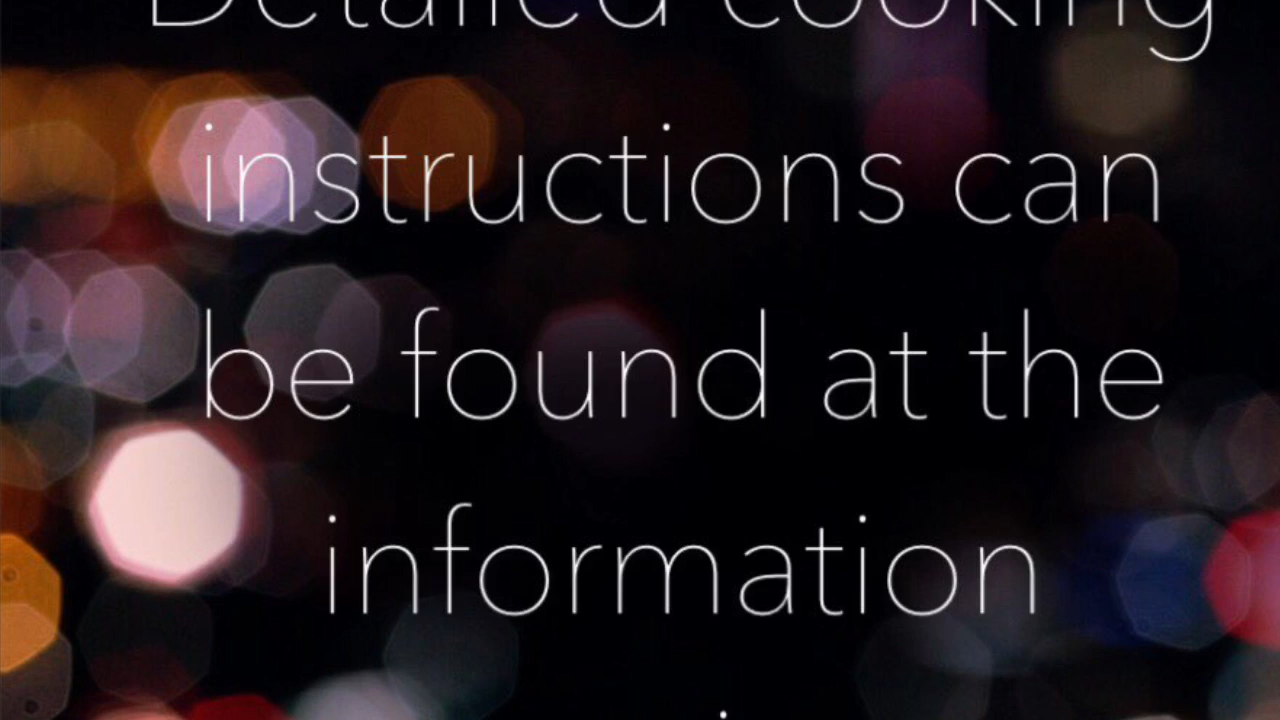 Detailed cooking
instructions can
be found at the
information